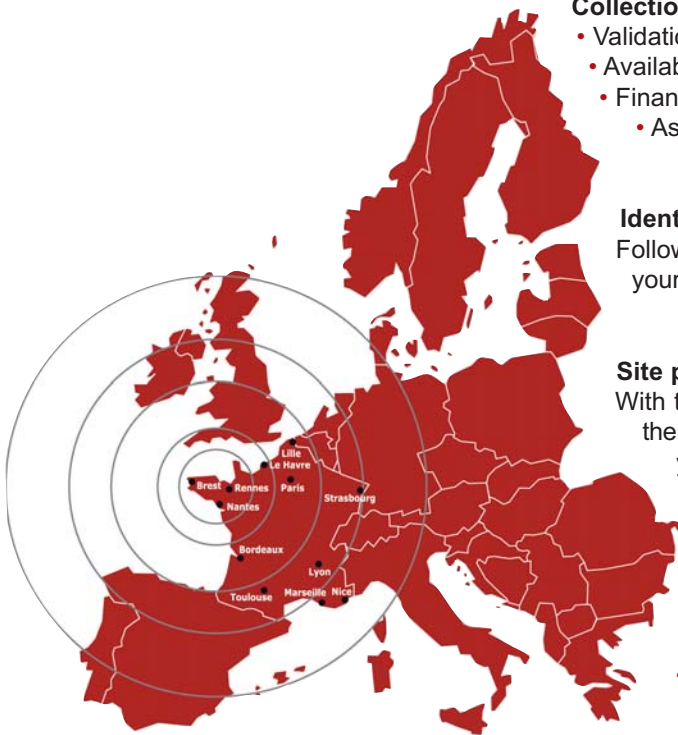 Collectio
• Validatio
• Availab
• Finan
• As
Ident
Follow
your
Site p
With t
the
y
Lille
Le Havre
Brest
Rennes
Paris
Strasbourg
Nantes
Bordeaux
Lyon
Toulouse
Marseille
Nice